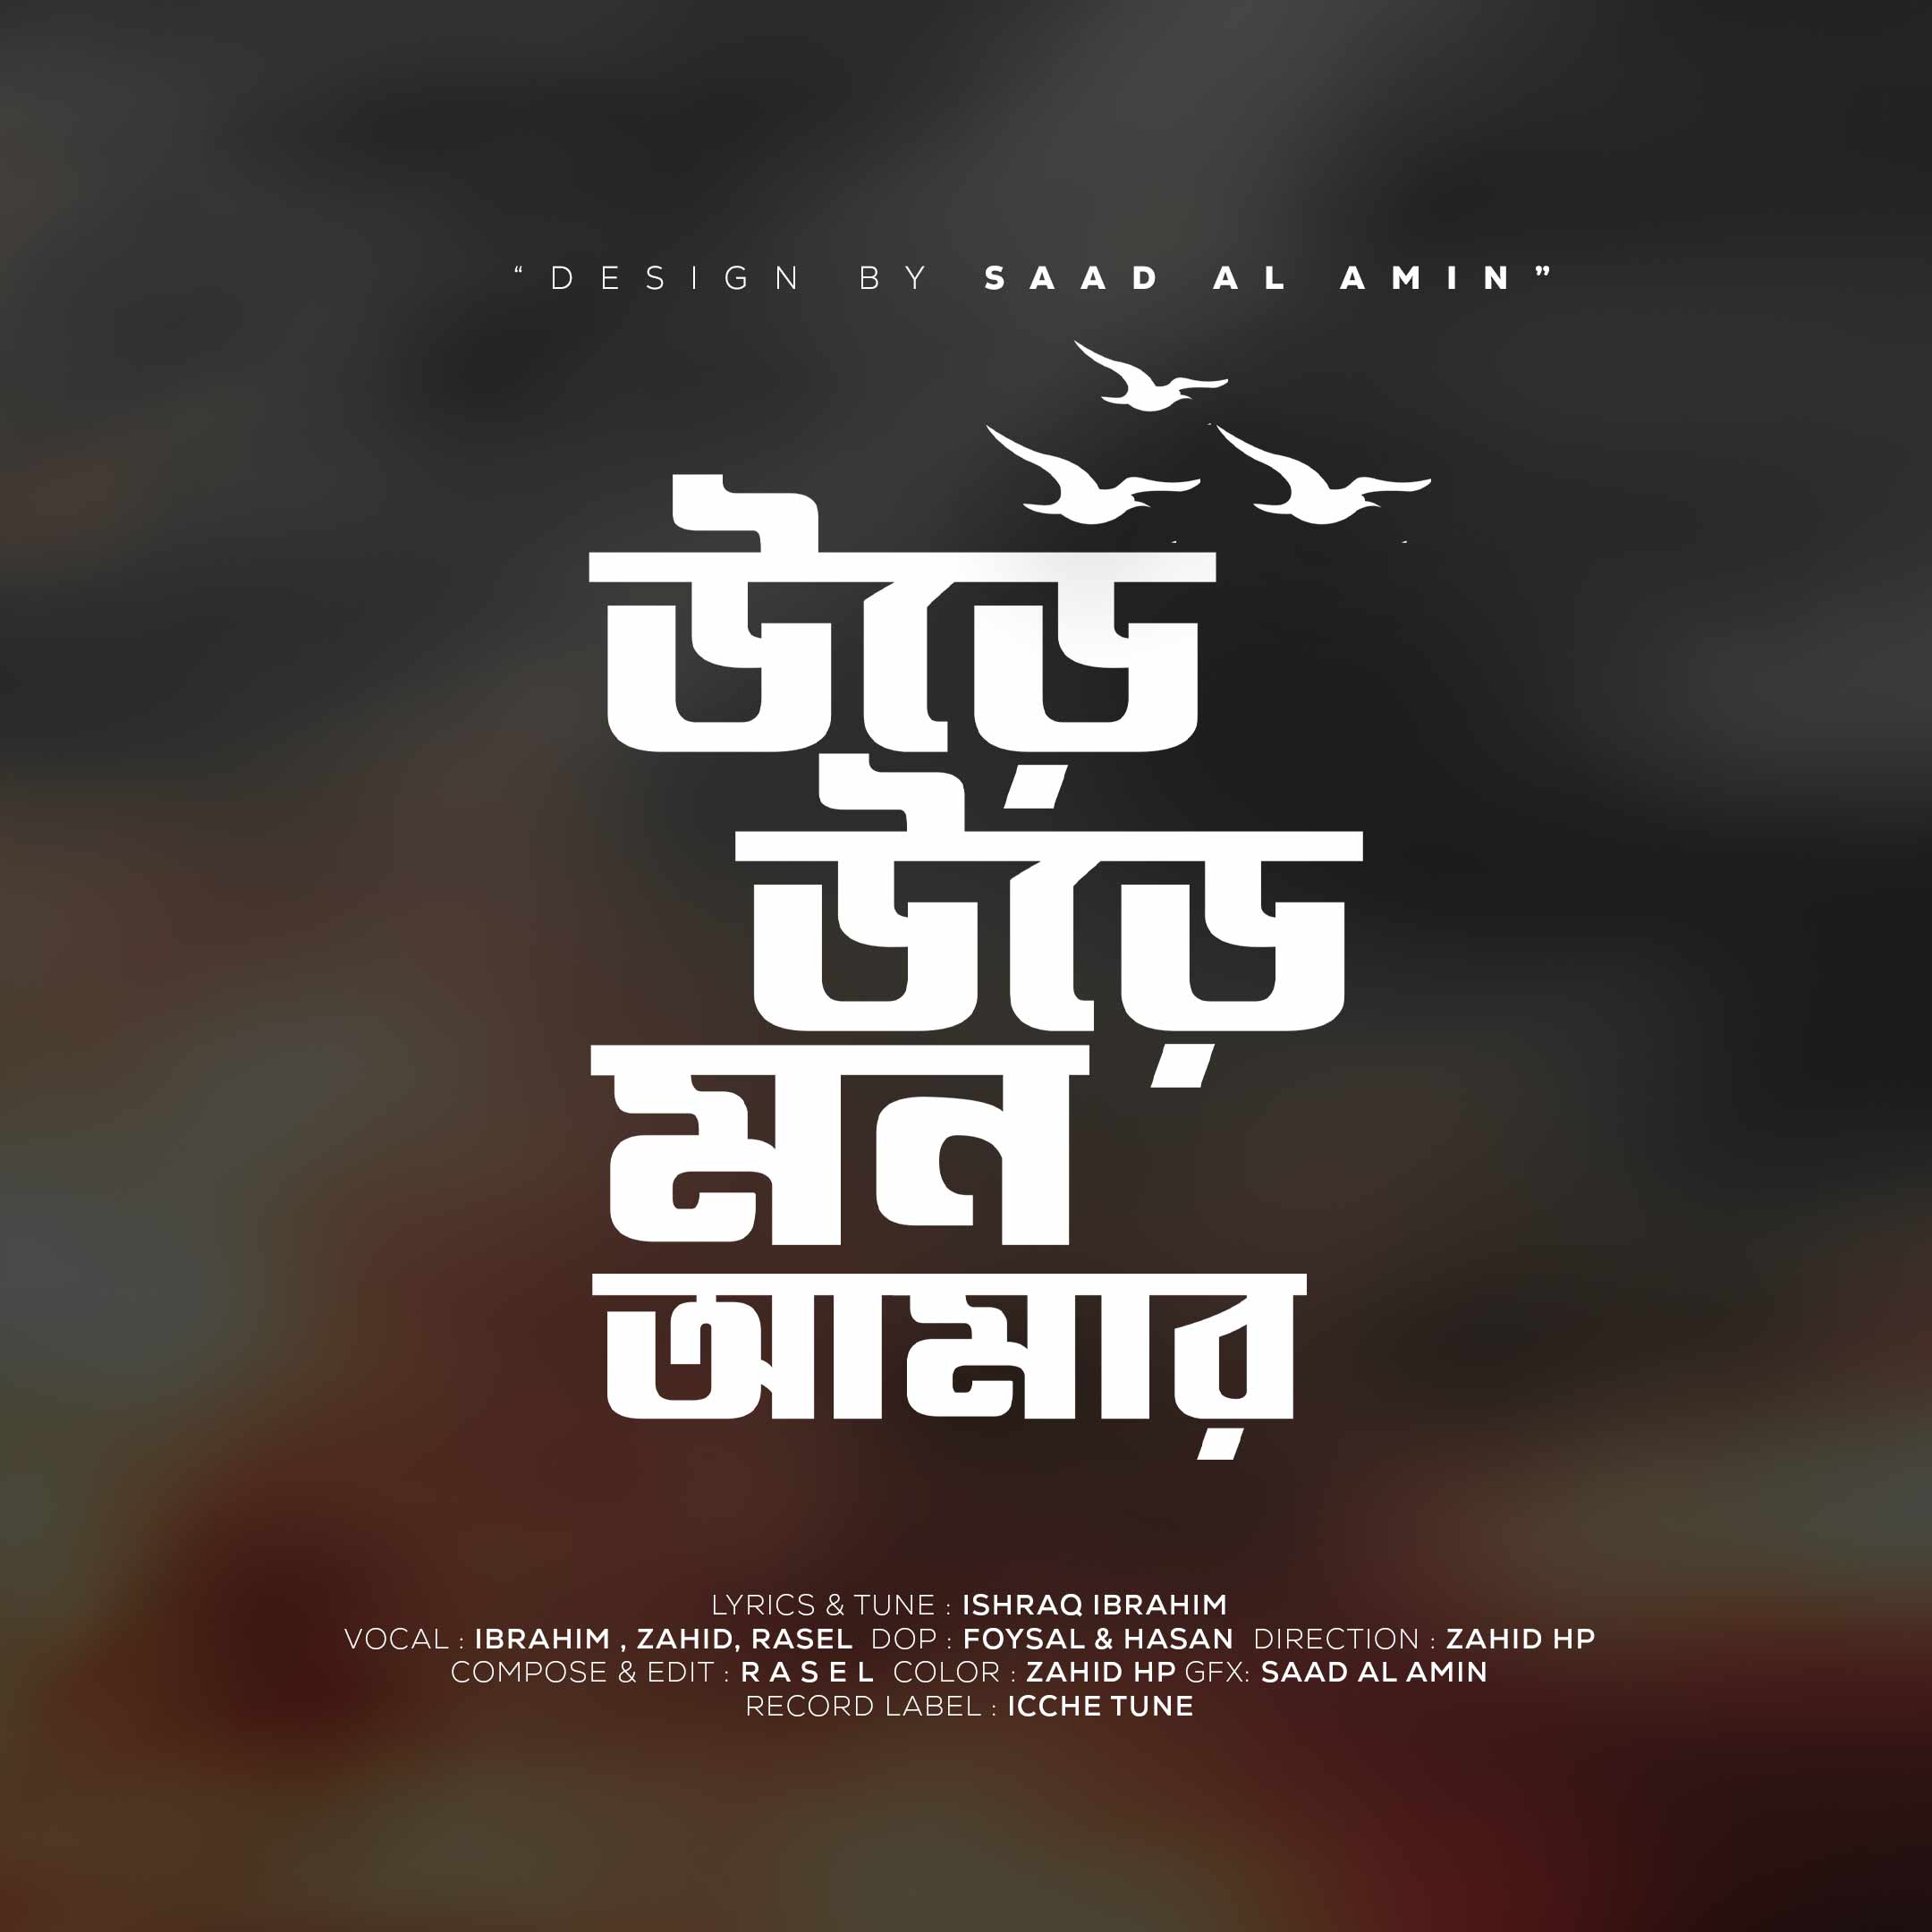 “DESIGN BY SAAD AL AMIN”
উড়ে
উড়ে
মন
আমার
LYRICS & TUNE : ISHRAQ IBRAHIM
VOCAL : IBRAHIM , ZAHID, RASEL DOP : FOYSAL & HASAN DIRECTION : ZAHID HP
COMPOSE & EDIT : R A S E L COLOR : ZAHID HP GFX: SAAD AL AMIN
RECORD LABEL : ICCHE TUNE